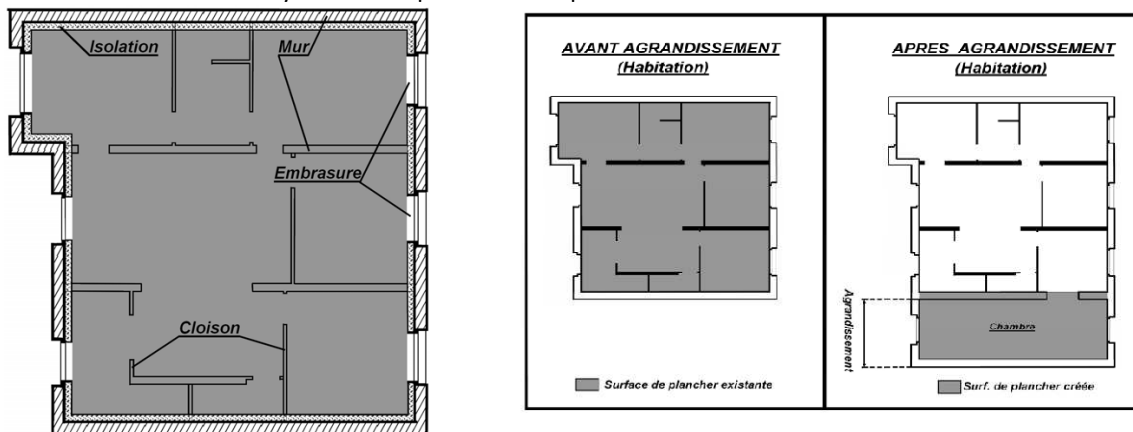 Isolation
Mur
Embrasure
Cloison
AVANT AGRANDISSEMENT
(Habitation)
Surface de plancher existante
APRES AGRANDISSEMENT
(Habitation)
Agrandissement
Chambre
Surf. de plancher créée